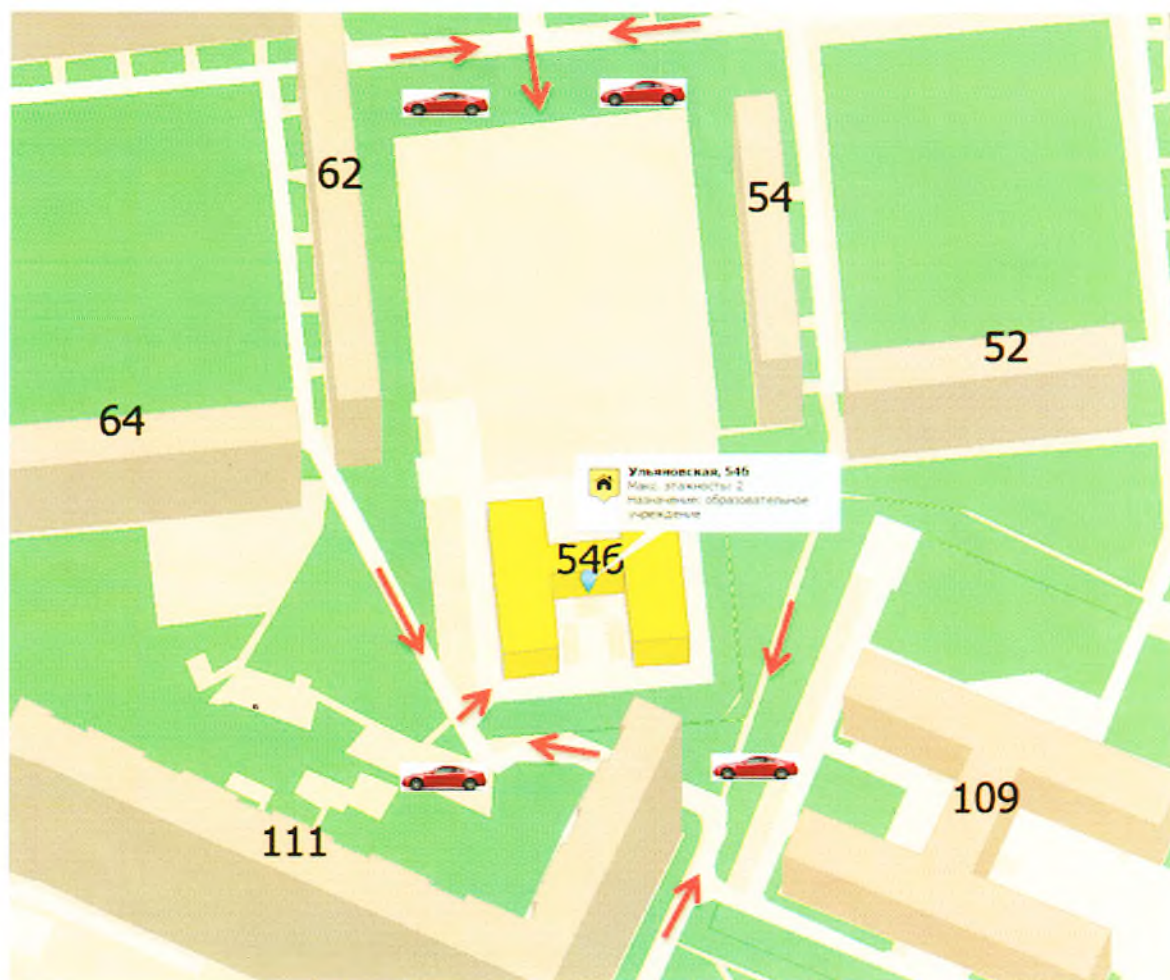 62
54
52
64
Ульяновская, 54б
Макс. этажность: 2
Назначение: образовательное
учреждение
54б
109
111